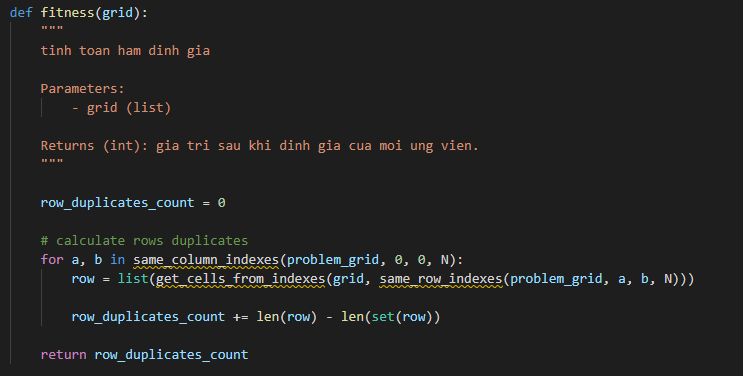 def fitness(grid):
    """
    tinh toan ham dinh gia

    Parameters:
        - grid (list)

    Returns (int): gia tri sau khi dinh gia cua moi ung vien.
    """

    row_duplicates_count = 0

    # calculate rows duplicates
    for a, b in same_column_indexes(problem_grid, 0, 0, N):
        row = list(get_cells_from_indexes(grid, same_row_indexes(problem_grid, a, b, N)))

        row_duplicates_count += len(row) - len(set(row))

    return row_duplicates_count